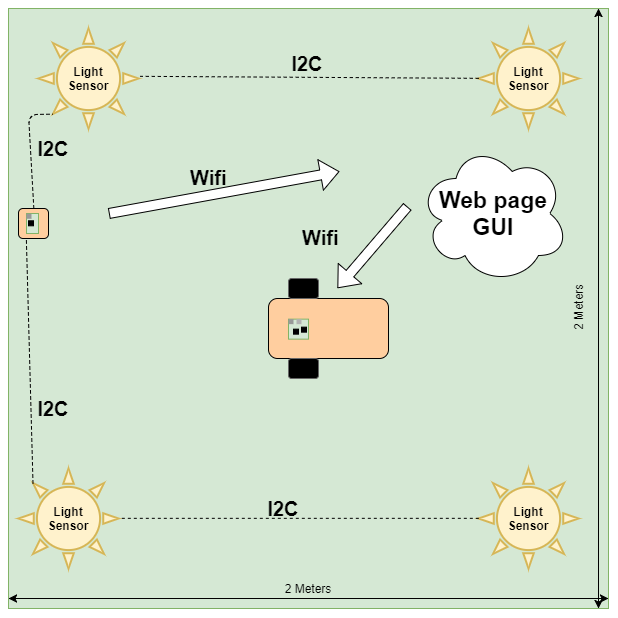 I2C
Light
Sensor
Light
Sensor
I2C
Wifi
Web page
GUI
Wifi
2 Meters
I2C
Light
Sensor
I2C
Light
Sensor
2 Meters